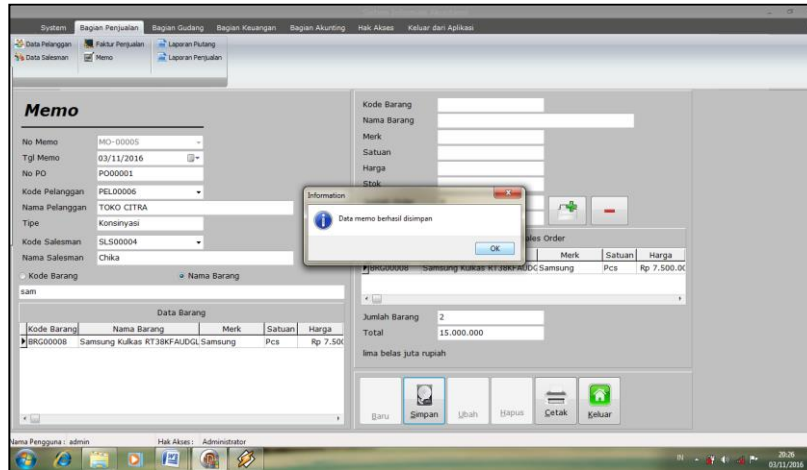 System Bagian Penjualan Bagian Gudang Bagian Keuangan Bagian Akunting Hak Akses Keluar dari Aplikasi
Data Pelanggan Faktur Penjualan Laporan Piutang
Data Salesman Memo Laporan Penjualan
Memo
No Memo MO-00005
Tgl Memo 03/11/2016
No PO PO00001
Kode Pelanggan PEL00006
Nama Pelanggan TOKO CITRA
Tipe Konsinyasi
Kode Salesman SLS00004
Nama Salesman Chika
Kode Barang Nama Barang
sam
Data Barang
Kode Barang Nama Barang Merk Satuan Harga
BRG00008 Samsung Kulkas RT38KFAUDGL Samsung Pcs Rp 7.500
Kode Barang
Nama Barang
Merk
Satuan
Harga
Stok
Information
Data memo berhasil disimpan
OK
ales Order
Merk Satuan Harga
BRG00008 Samsung Kulkas RT38KFAUDG Samsung Pcs Rp 7.500.00
Jumlah Barang 2
Total 15.000.000
lima belas juta rupiah
Baru Simpan Ubah Hapus Cetak Keluar
Nama Pengguna : admin Hak Akses : Administrator
IN 20:26
03/11/2016